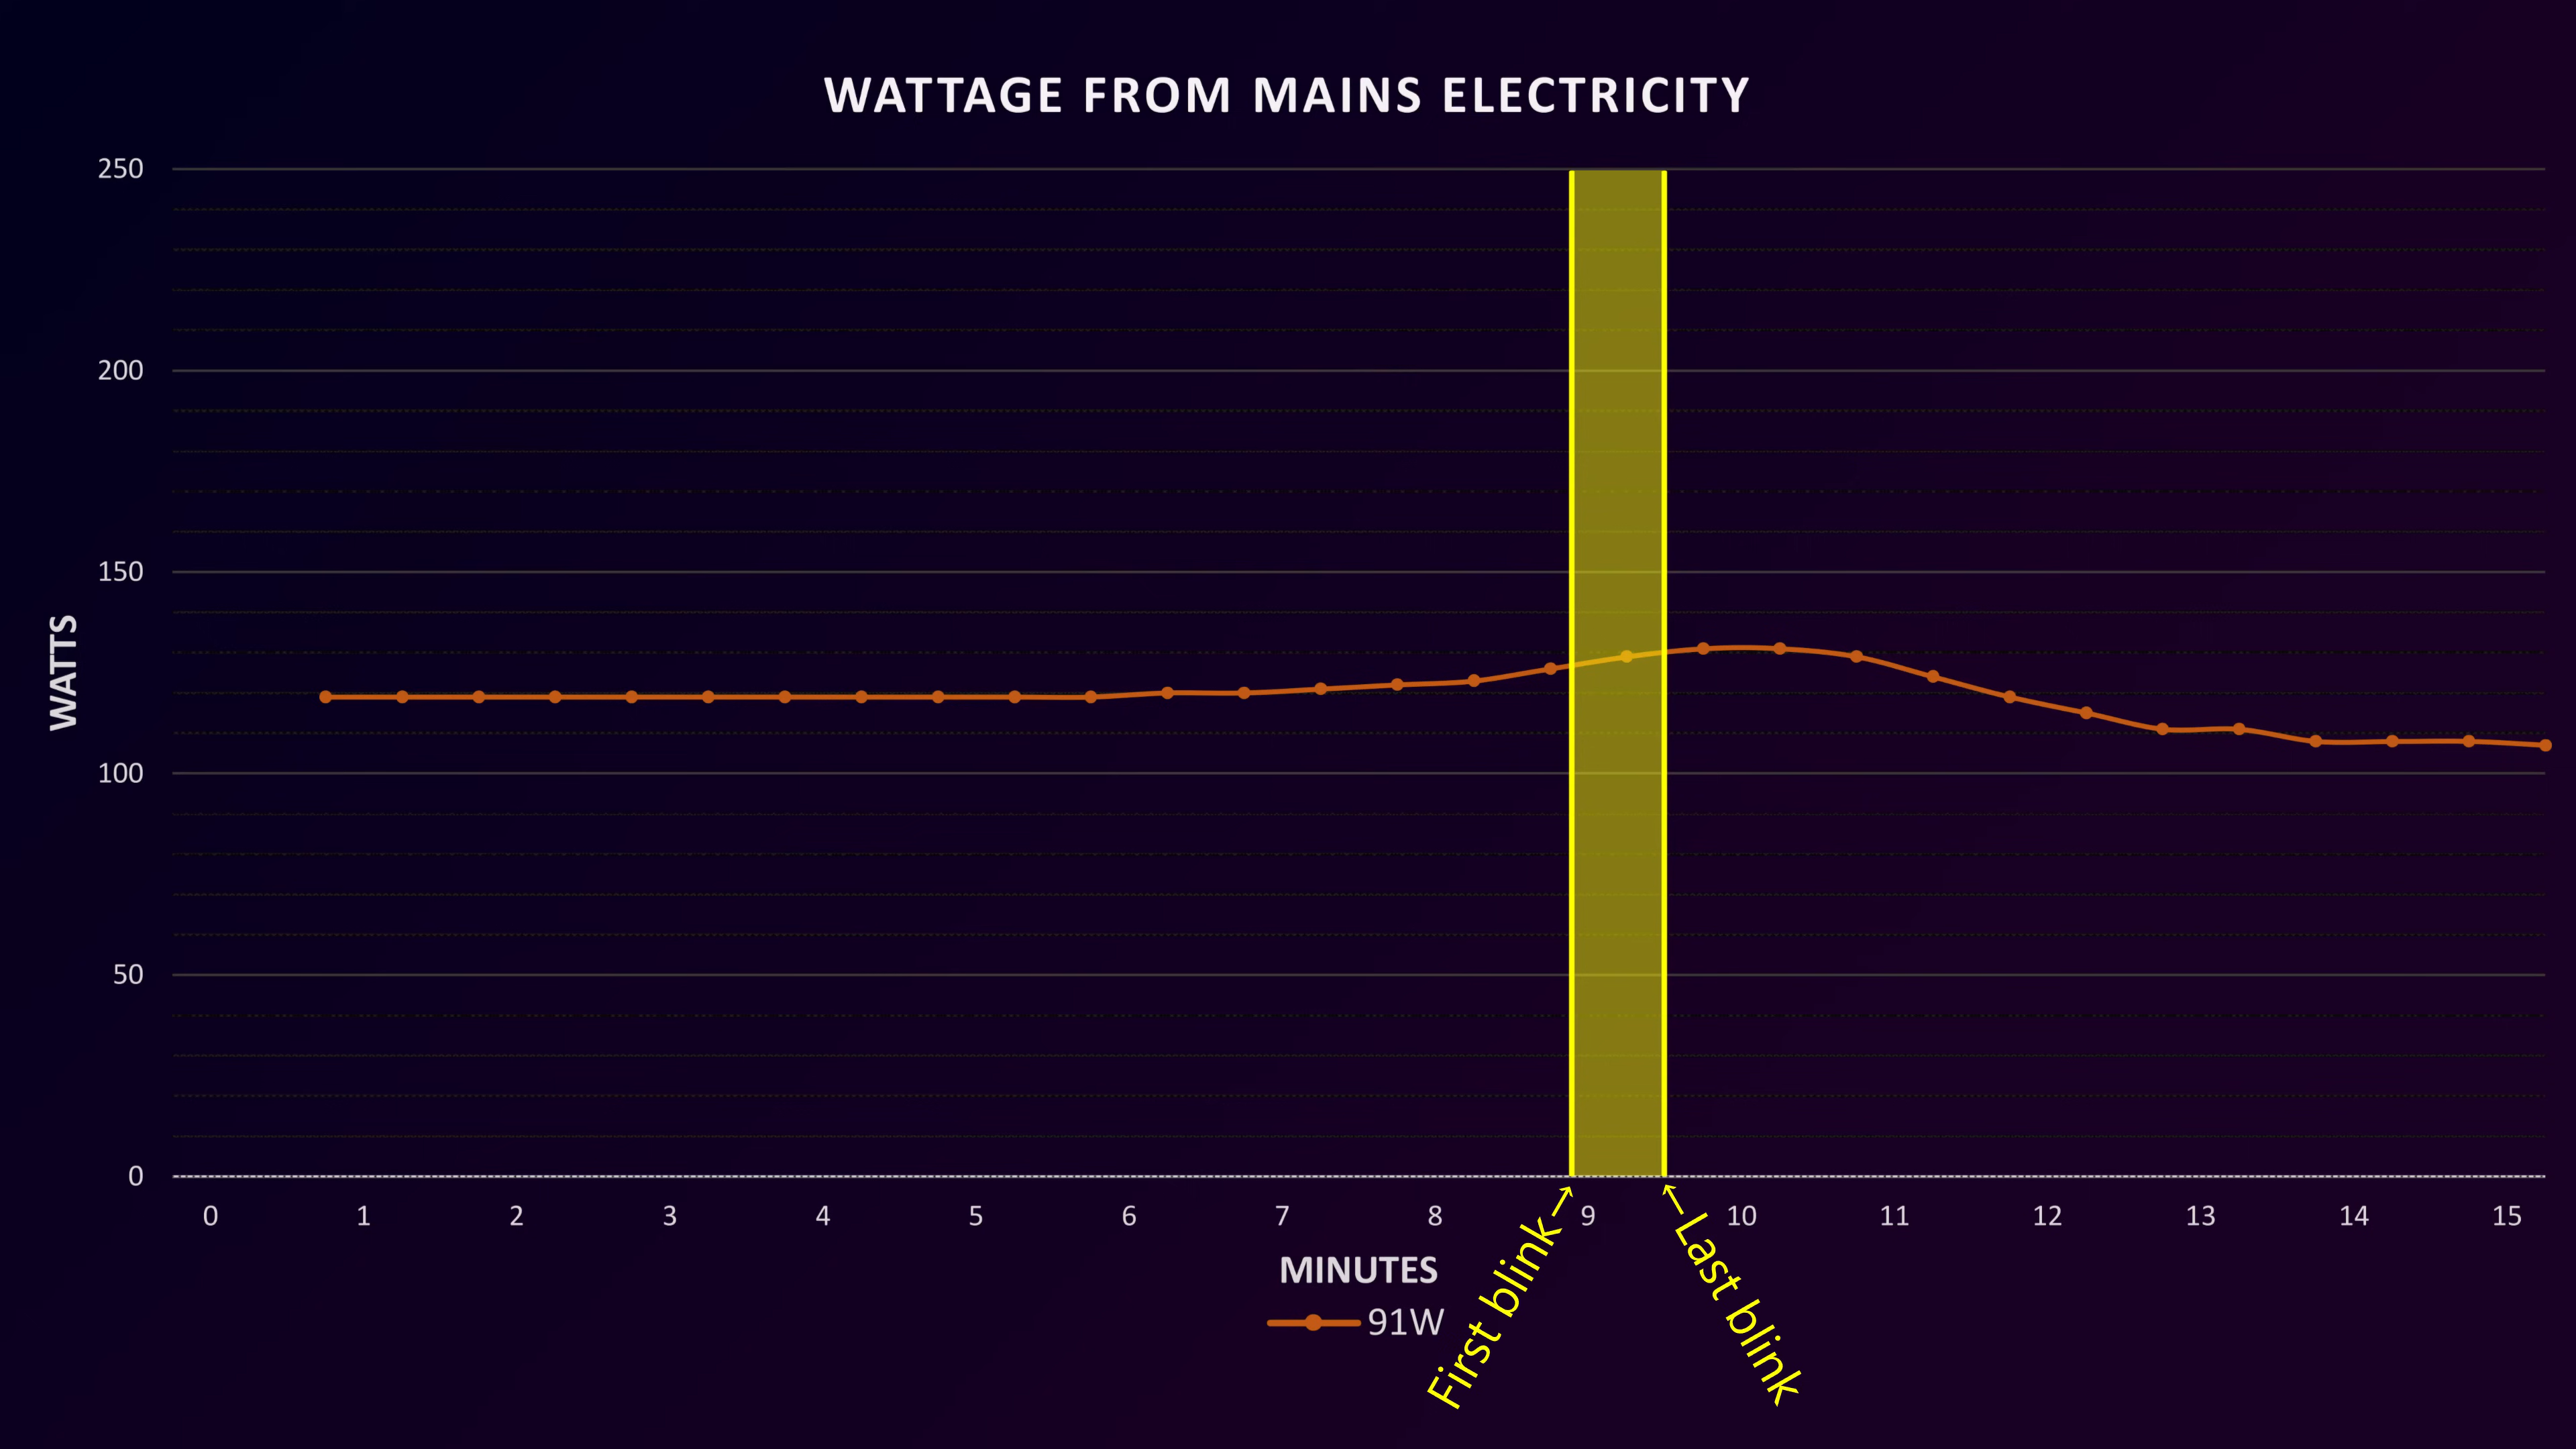 WATTAGE FROM MAINS ELECTRICITY
250
200
150
100
50
0
WATTS
0 1 2 3 4 5 6 7 8 9 10 11 12 13 14 15
MINUTES
91W
First blink→
←Last blink